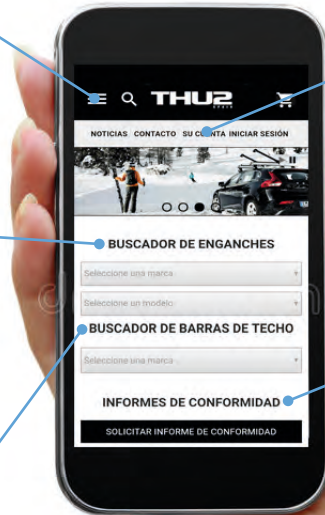 THU2
SPAIN
NOTICIAS CONTACTO SU CUENTA INICIAR SESIÓN
BUSCADOR DE ENGANCHES
Seleccione una marca
Seleccione un modelo
BUSCADOR DE BARRAS DE TECHO
Seleccione una marca
INFORMES DE CONFORMIDAD
SOLICITAR INFORME DE CONFORMIDAD